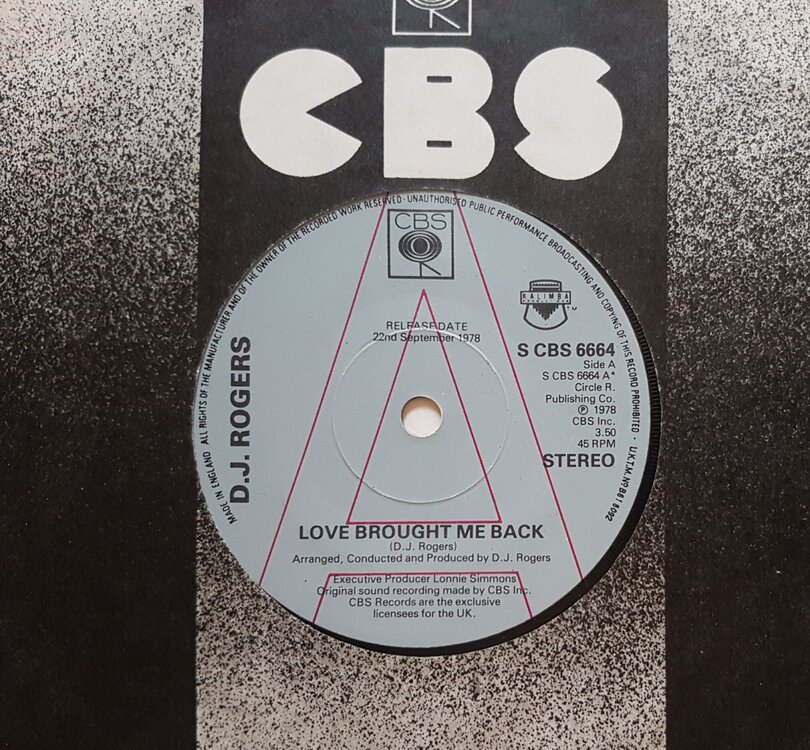 CBS
MADE IN ENGLAND · ALL RIGHTS OF THE MANUFACTURER AND OF THE OWNER OF THE RECORDED WORK RESERVED · UNAUTHORISED PUBLIC PERFORMANCE BROADCASTING AND COPYING OF THIS RECORD PROHIBITED ·
CBS
A
RELEASE DATE
22nd September 1978
KALIMBA
TM
D.J. ROGERS
S CBS 6664
Side A
S CBS 6664 A*
Circle R.
Publishing Co.
℗ 1978
CBS Inc.
3.50
45 RPM
STEREO
LOVE BROUGHT ME BACK
(D.J. Rogers)
Arranged, Conducted and Produced by D.J. Rogers
Executive Producer Lonnie Simmons
Original sound recording made by CBS Inc.
CBS Records are the exclusive
licensees for the UK.